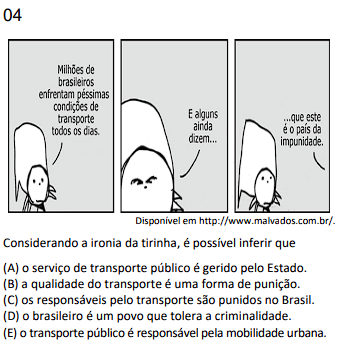 04
Milhões de
brasileiros
enfrentam péssimas
condições de
transporte
todos os dias.
E alguns
ainda
dizem...
...que este
é o país da
impunidade.
Disponível em http://www.malvados.com.br/.
Considerando a ironia da tirinha, é possível inferir que
(A) o serviço de transporte público é gerido pelo Estado.
(B) a qualidade do transporte é uma forma de punição.
(C) os responsáveis pelo transporte são punidos no Brasil.
(D) o brasileiro é um povo que tolera a criminalidade.
(E) o transporte público é responsável pela mobilidade urbana.